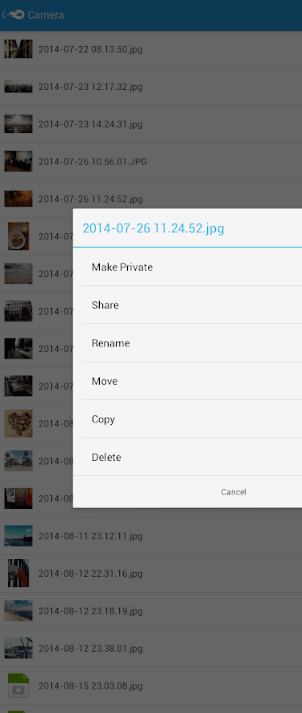 Camera
2014-07-22 08.13.50.jpg
2014-07-23 12.17.32.jpg
2014-07-23 14.24.31.jpg
2014-07-26 10.56.01.JPG
2014-07-26 11.24.52.jpg
2014-07
2014-07
2014-07
2014-07
2014-07
2014-08
2014-08
2014-08
2014-08-11 23.12.11.jpg
2014-08-12 22.31.16.jpg
2014-08-12 23.18.19.jpg
2014-08-12 23.38.01.jpg
2014-08-15 23.03.08.jpg
2014-07-26 11.24.52.jpg
Make Private
Share
Rename
Move
Copy
Delete
Cancel